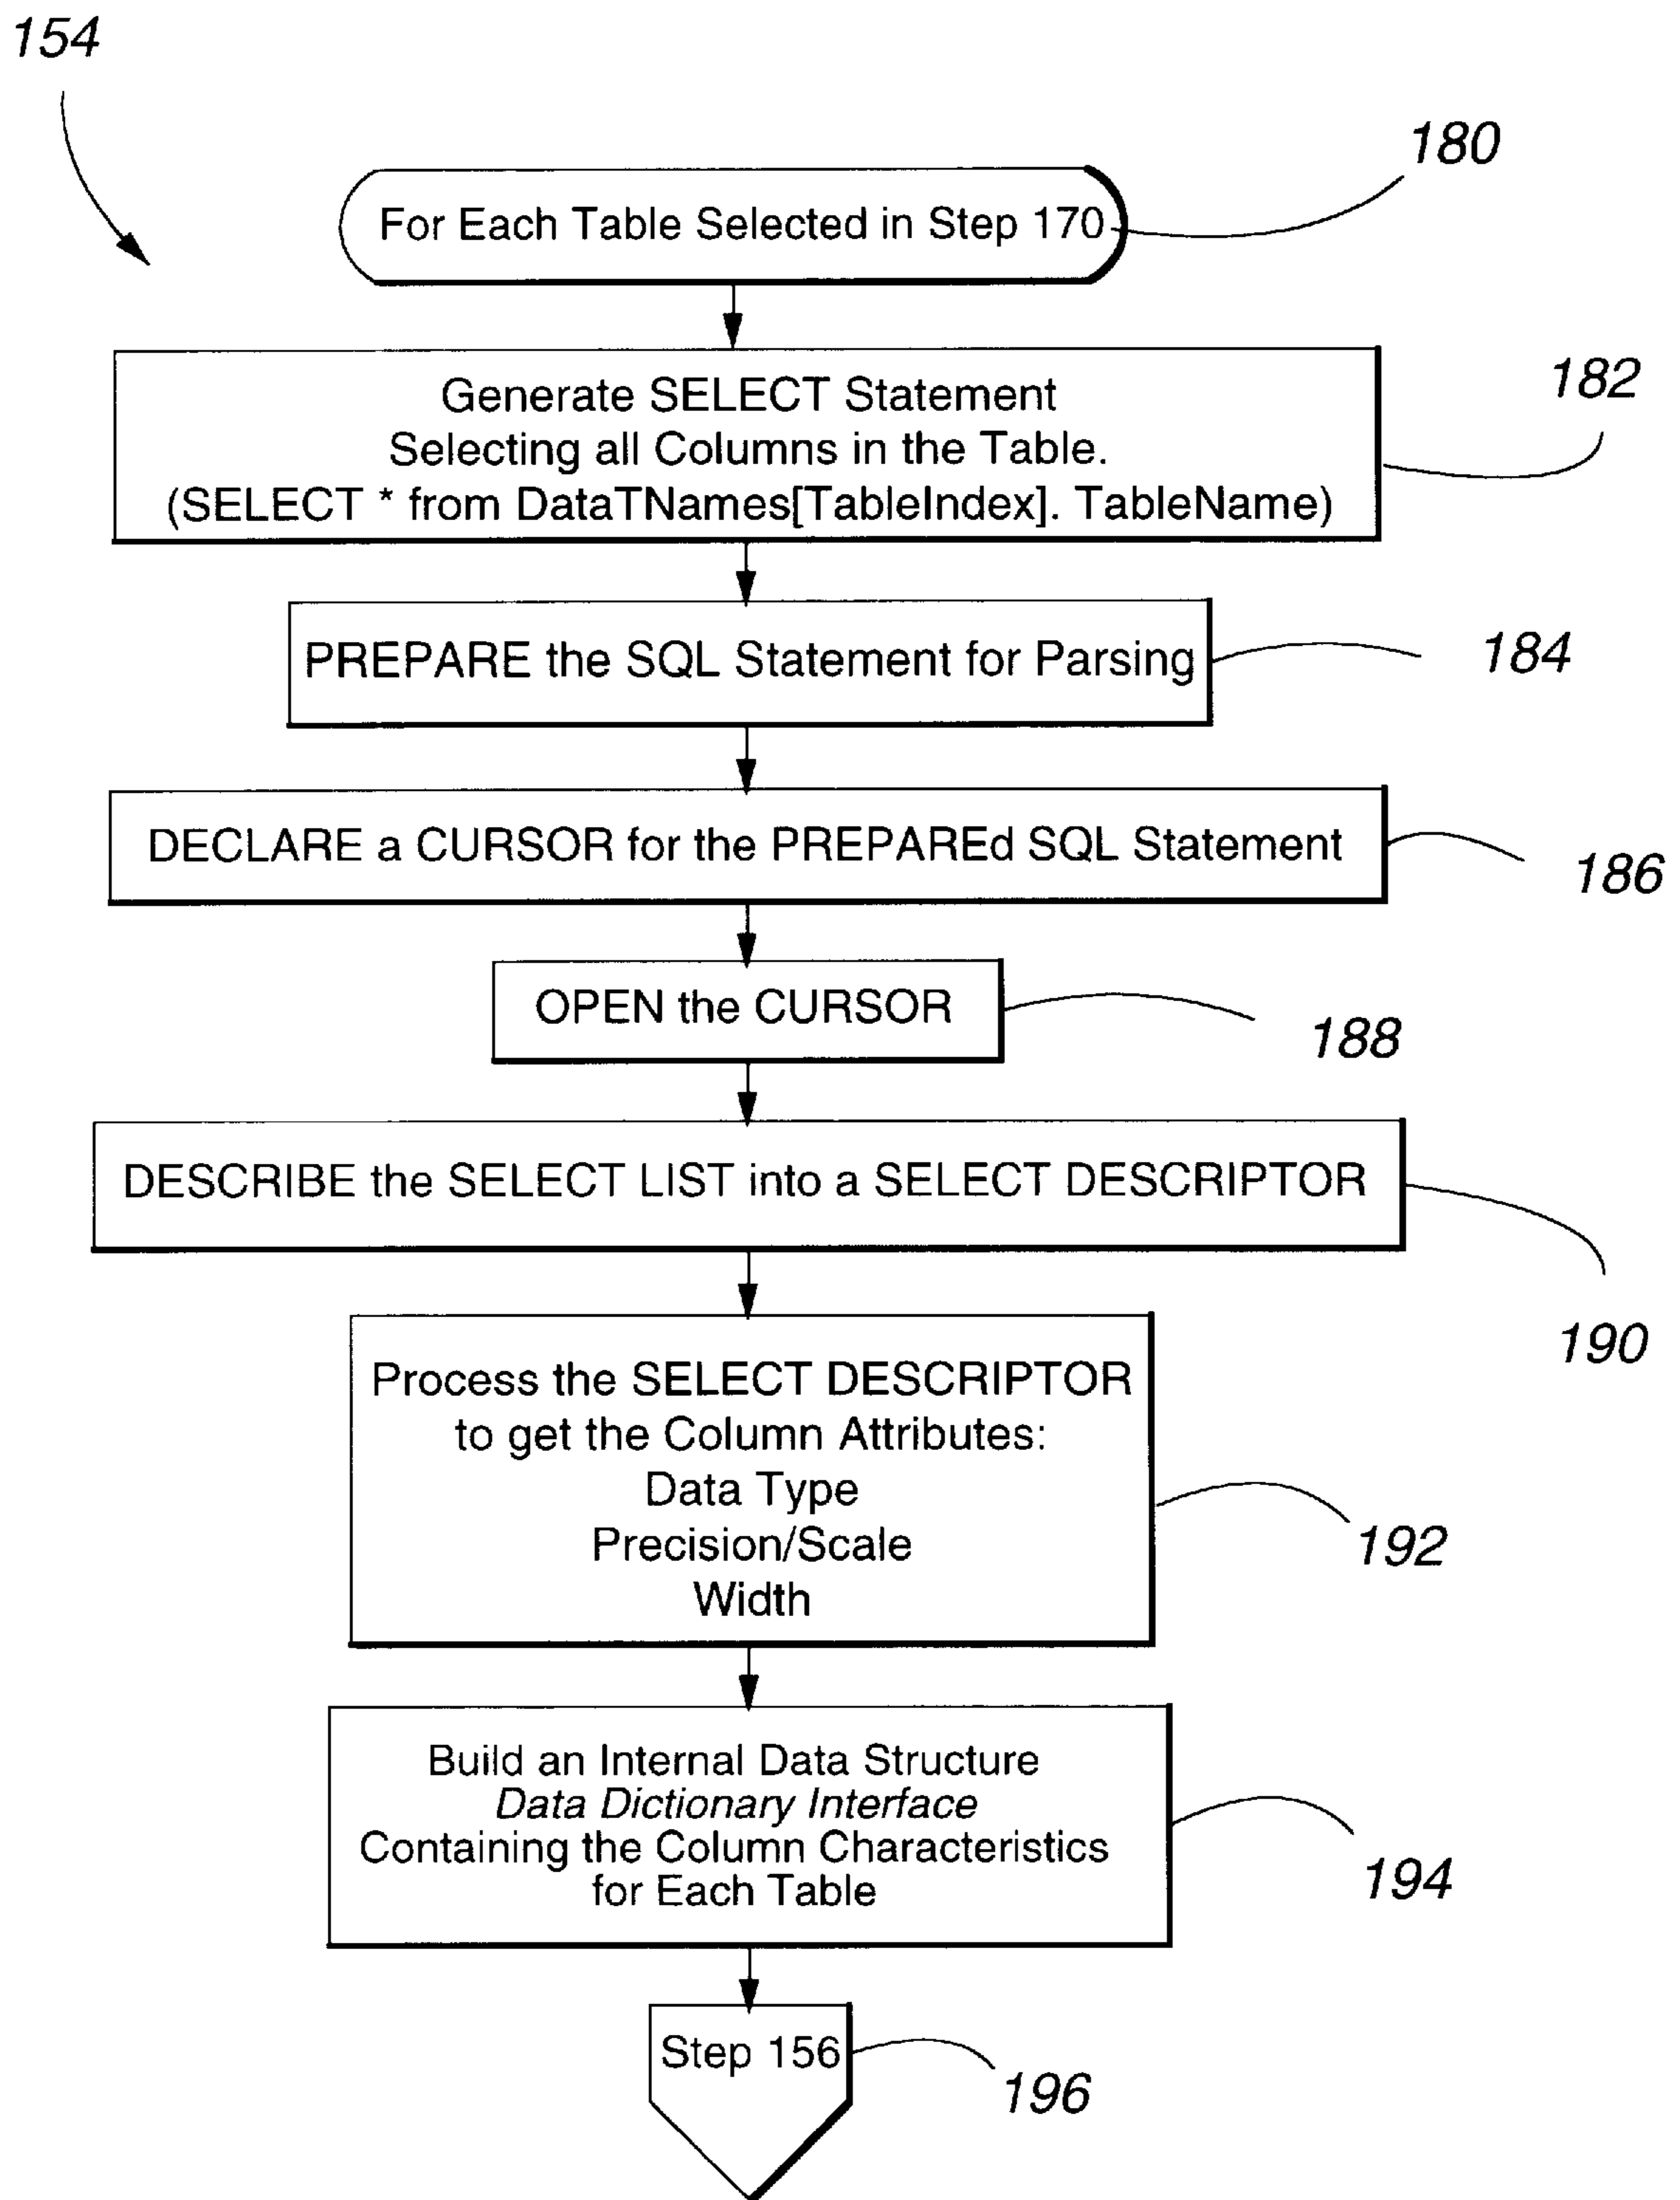 154
180
For Each Table Selected in Step 170
182
Generate SELECT Statement
Selecting all Columns in the Table.
(SELECT * from DataTNames[TableIndex]. TableName)
184
PREPARE the SQL Statement for Parsing
DECLARE a CURSOR for the PREPAREd SQL Statement
186
OPEN the CURSOR
188
DESCRIBE the SELECT LIST into a SELECT DESCRIPTOR
190
Process the SELECT DESCRIPTOR
to get the Column Attributes:
Data Type
Precision/Scale
Width
192
Build an Internal Data Structure
Data Dictionary Interface
Containing the Column Characteristics
for Each Table
194
Step 156
196